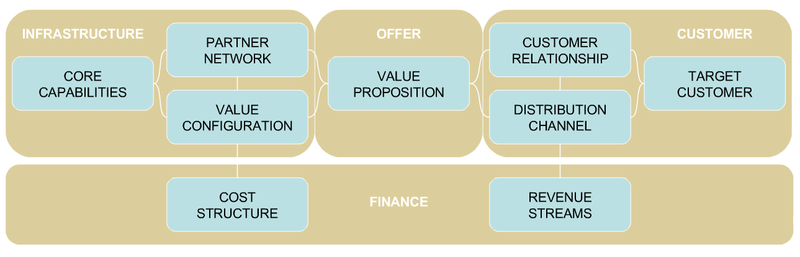 INFRASTRUCTURE
CORE
CAPABILITIES
PARTNER
NETWORK
VALUE
CONFIGURATION
OFFER
VALUE
PROPOSITION
CUSTOMER
CUSTOMER
RELATIONSHIP
DISTRIBUTION
CHANNEL
TARGET
CUSTOMER
FINANCE
COST
STRUCTURE
REVENUE
STREAMS